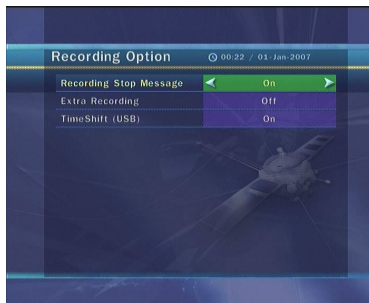 Recording Option 00:22 / 01-Jan-2007
Recording Stop Message On
Extra Recording Off
TimeShift (USB) On